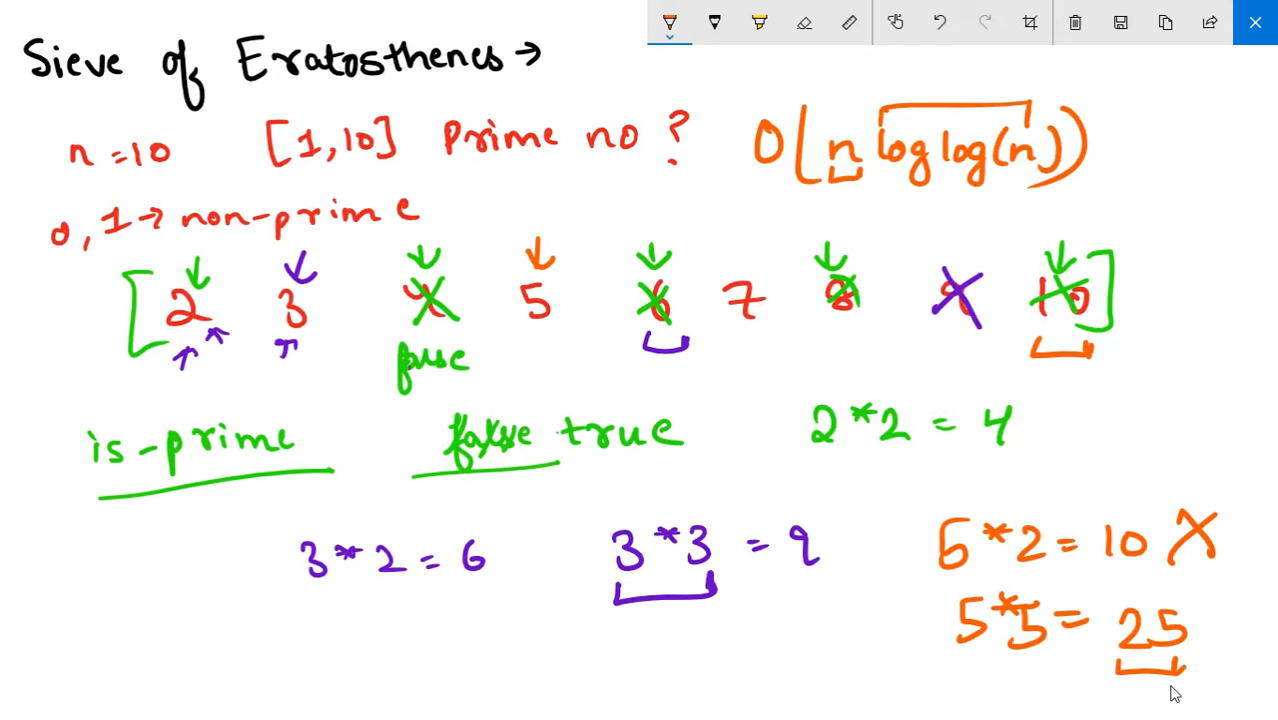 Sieve of Eratosthenes →
n = 10 [1,10] Prime no ? O(n log log(n))
0, 1 → non-prime
[2 3 4 5 6 7 8 9 10]
false
is-prime false true 2 * 2 = 4
3 * 2 = 6 3 * 3 = 9 5 * 2 = 10 X
5 * 5 = 25